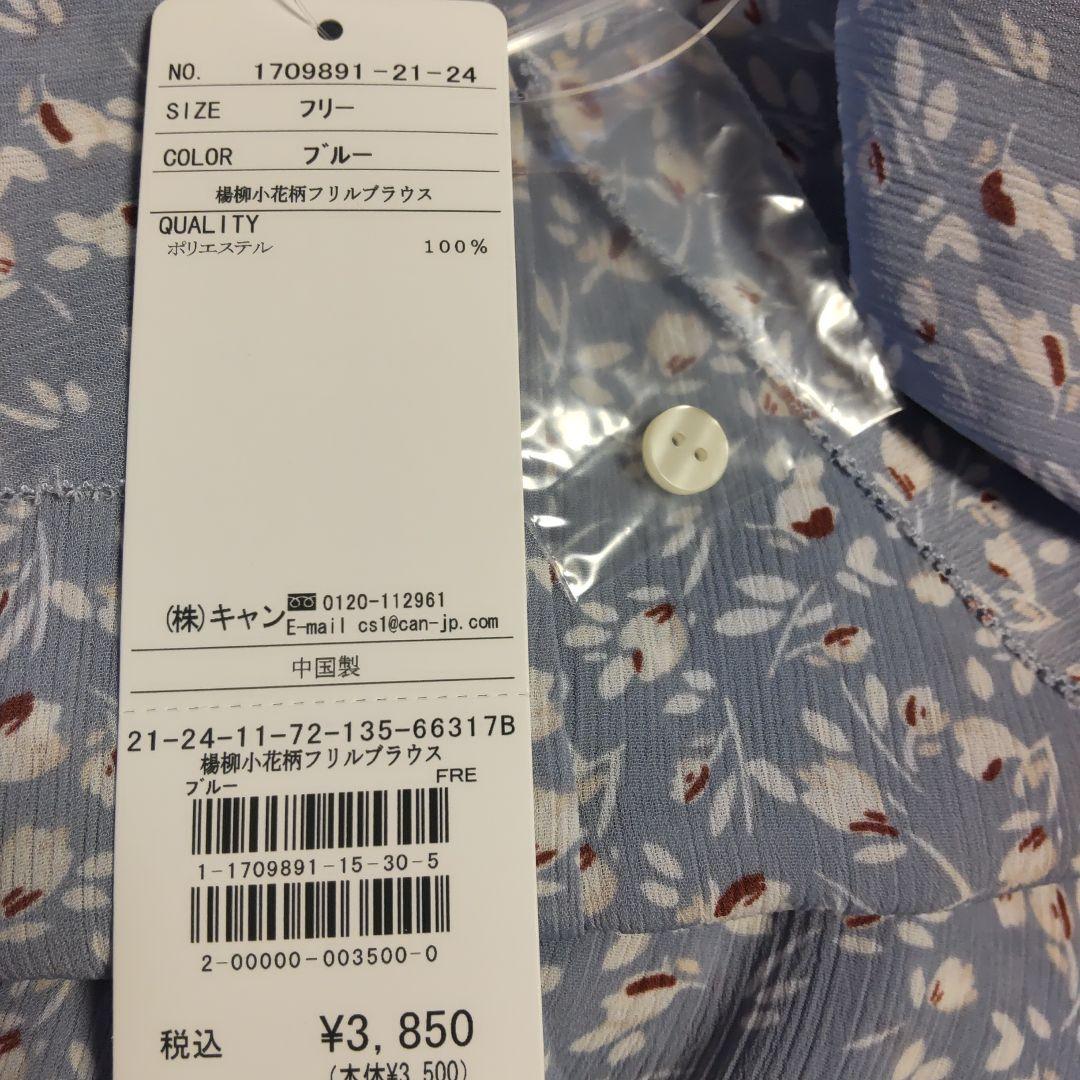 NO. 1709891-21-24
SIZE フリー
COLOR ブルー
楊柳小花柄フリルブラウス
QUALITY
ポリエステル 100%
(株)キャン 0120-112961
E-mail cs1@can-jp.com
中国製
21-24-11-72-135-66317B
楊柳小花柄フリルブラウス
ブルー FRE
1-1709891-15-30-5
2-00000-003500-0
税込 ¥3,850
(本体¥3,500)